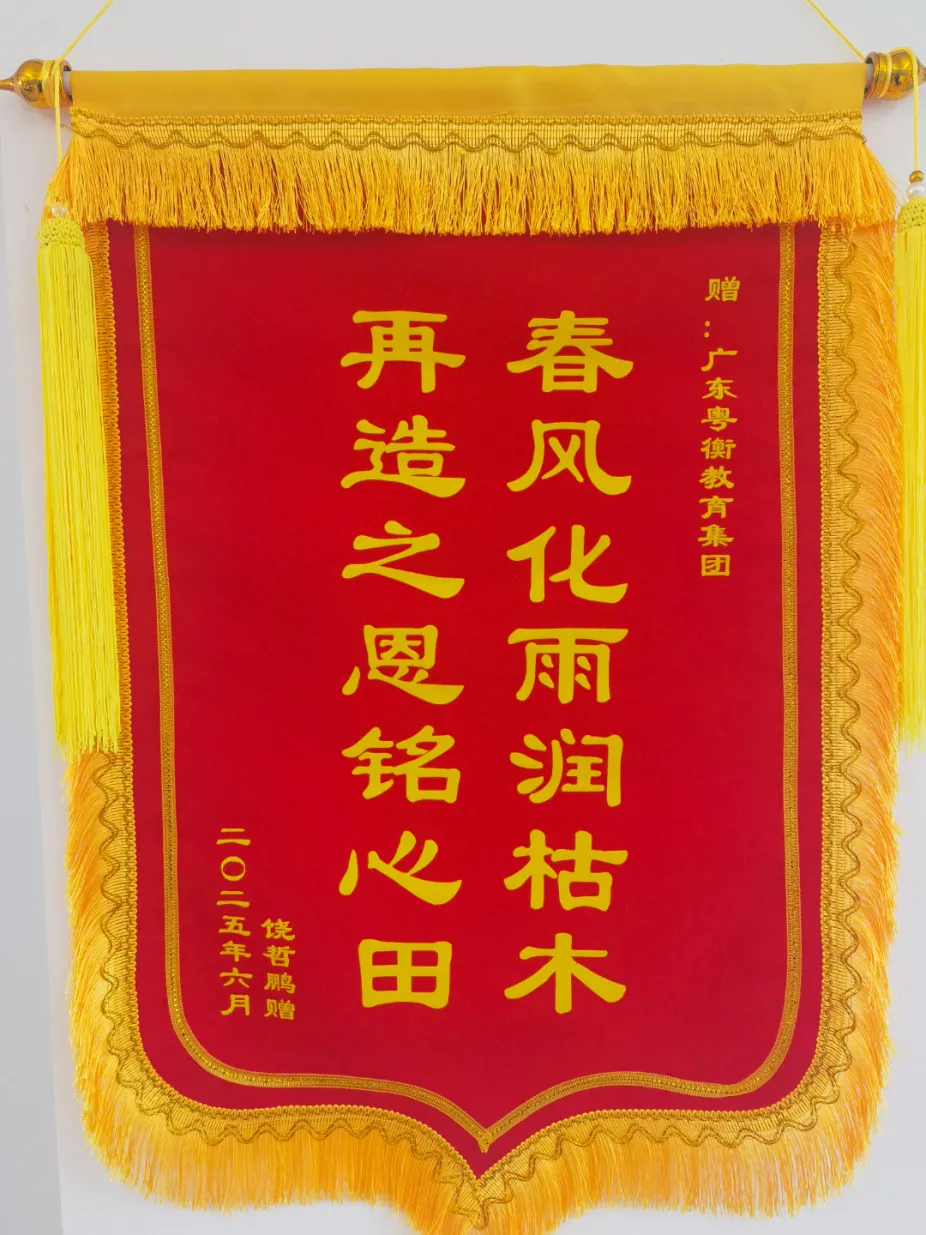 赠：广东粤衡教育集团
春风化雨润枯木
再造之恩铭心田
饶哲鹏赠
二〇二五年六月